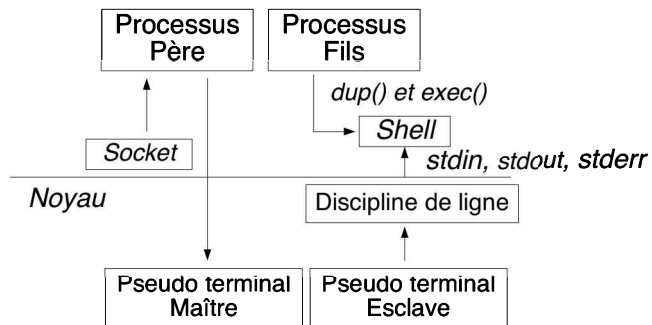 Processus
Père
Processus
Fils
dup() et exec()
Socket
Shell
stdin, stdout, stderr
Noyau
Discipline de ligne
Pseudo terminal
Maître
Pseudo terminal
Esclave